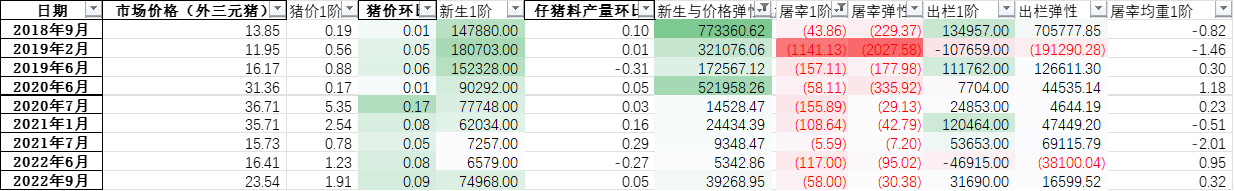 日期 市场价格（外三元猪） 猪价1阶 猪价环比 新生1阶 仔猪料产量环比 新生与价格弹性 屠宰1阶 屠宰弹性 出栏1阶 出栏弹性 屠宰均重1阶
2018年9月 13.85 0.19 0.01 147880.00 0.10 773360.62 (43.86) (229.37) 134957.00 705777.85 -0.82
2019年2月 11.95 0.56 0.05 180703.00 0.01 321076.06 (1141.13) (2027.58) -107659.00 (191290.28) -1.46
2019年6月 16.17 0.88 0.06 152328.00 -0.31 172567.12 (157.11) (177.98) 111762.00 126611.30 0.30
2020年6月 31.36 0.17 0.01 90292.00 0.05 521958.26 (58.11) (335.92) 7704.00 44535.14 1.18
2020年7月 36.71 5.35 0.17 77748.00 0.03 14528.47 (155.89) (29.13) 24853.00 4644.19 0.23
2021年1月 35.71 2.54 0.08 62034.00 0.16 24434.39 (108.64) (42.79) 120464.00 47449.20 -0.51
2021年7月 15.73 0.78 0.05 7257.00 0.29 9348.47 (5.59) (7.20) 53653.00 69115.79 -2.01
2022年6月 16.41 1.23 0.08 6579.00 -0.27 5342.86 (117.00) (95.02) -46915.00 (38100.04) 0.95
2022年9月 23.54 1.91 0.09 74968.00 0.05 39268.95 (58.00) (30.38) 31690.00 16599.52 0.32